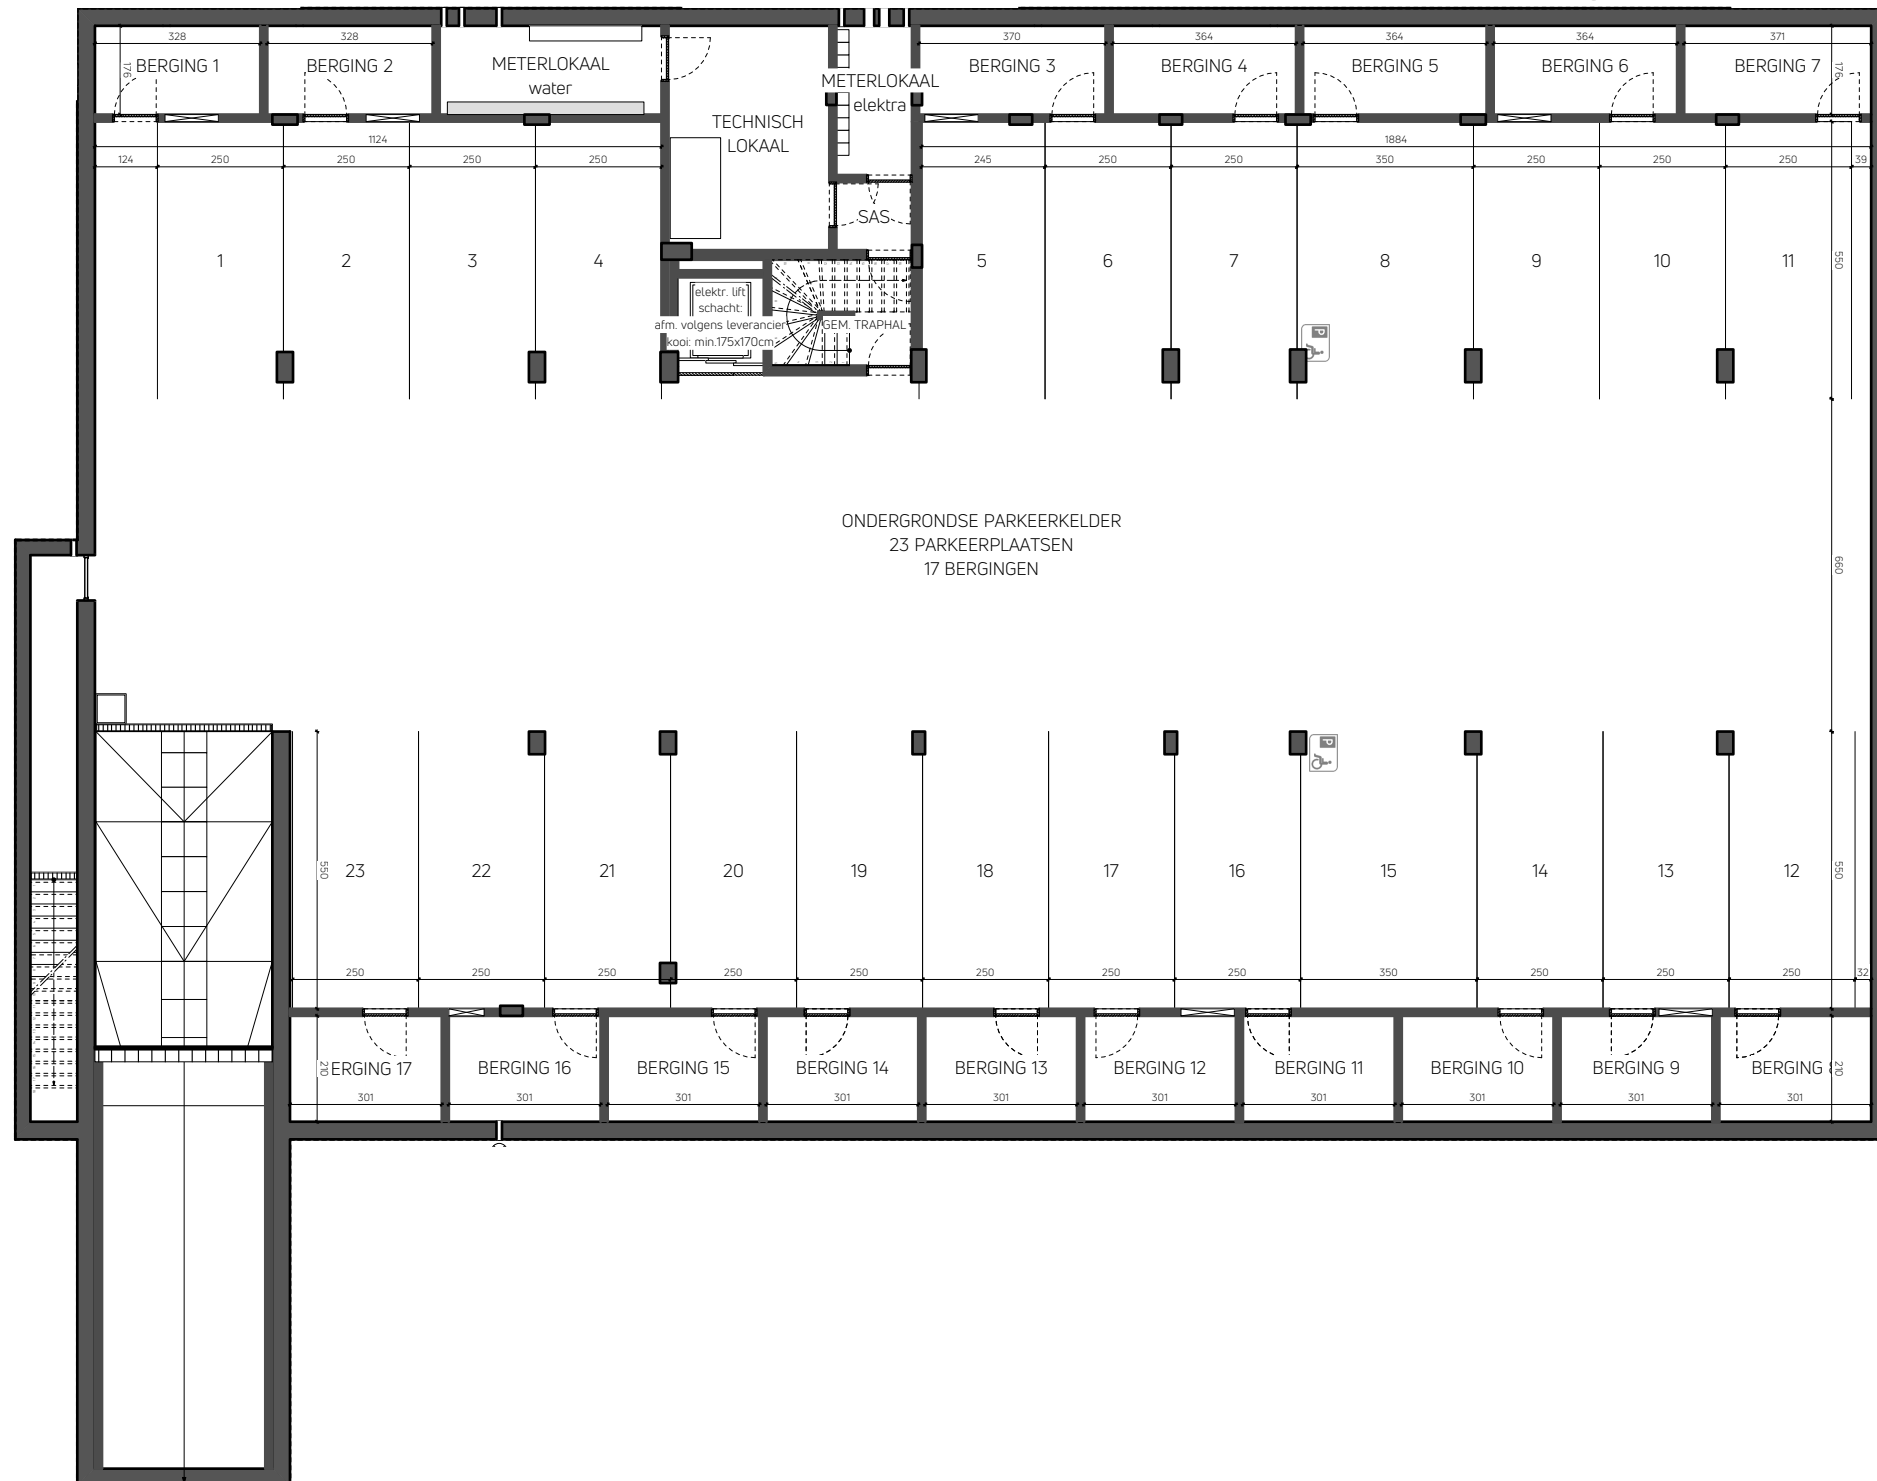 328
328
370
364
364
364
371
176
BERGING 1
BERGING 2
METERLOKAAL
water
METERLOKAAL
elektra
BERGING 3
BERGING 4
BERGING 5
BERGING 6
BERGING 7
176
TECHNISCH
LOKAAL
1124
1884
124
250
250
250
250
245
250
250
350
250
250
250
39
SAS
1
2
3
4
5
6
7
8
9
10
11
550
elektr. lift
schacht:
afm. volgens leverancier
kooi: min.175x170cm
GEM. TRAPHAL
P
ONDERGRONDSE PARKEERKELDER
23 PARKEERPLAATSEN
17 BERGINGEN
660
P
550
23
22
21
20
19
18
17
16
15
14
13
12
550
250
250
250
250
250
250
250
250
350
250
250
250
32
210
ERGING 17
BERGING 16
BERGING 15
BERGING 14
BERGING 13
BERGING 12
BERGING 11
BERGING 10
BERGING 9
BERGING
210
301
301
301
301
301
301
301
301
301
301